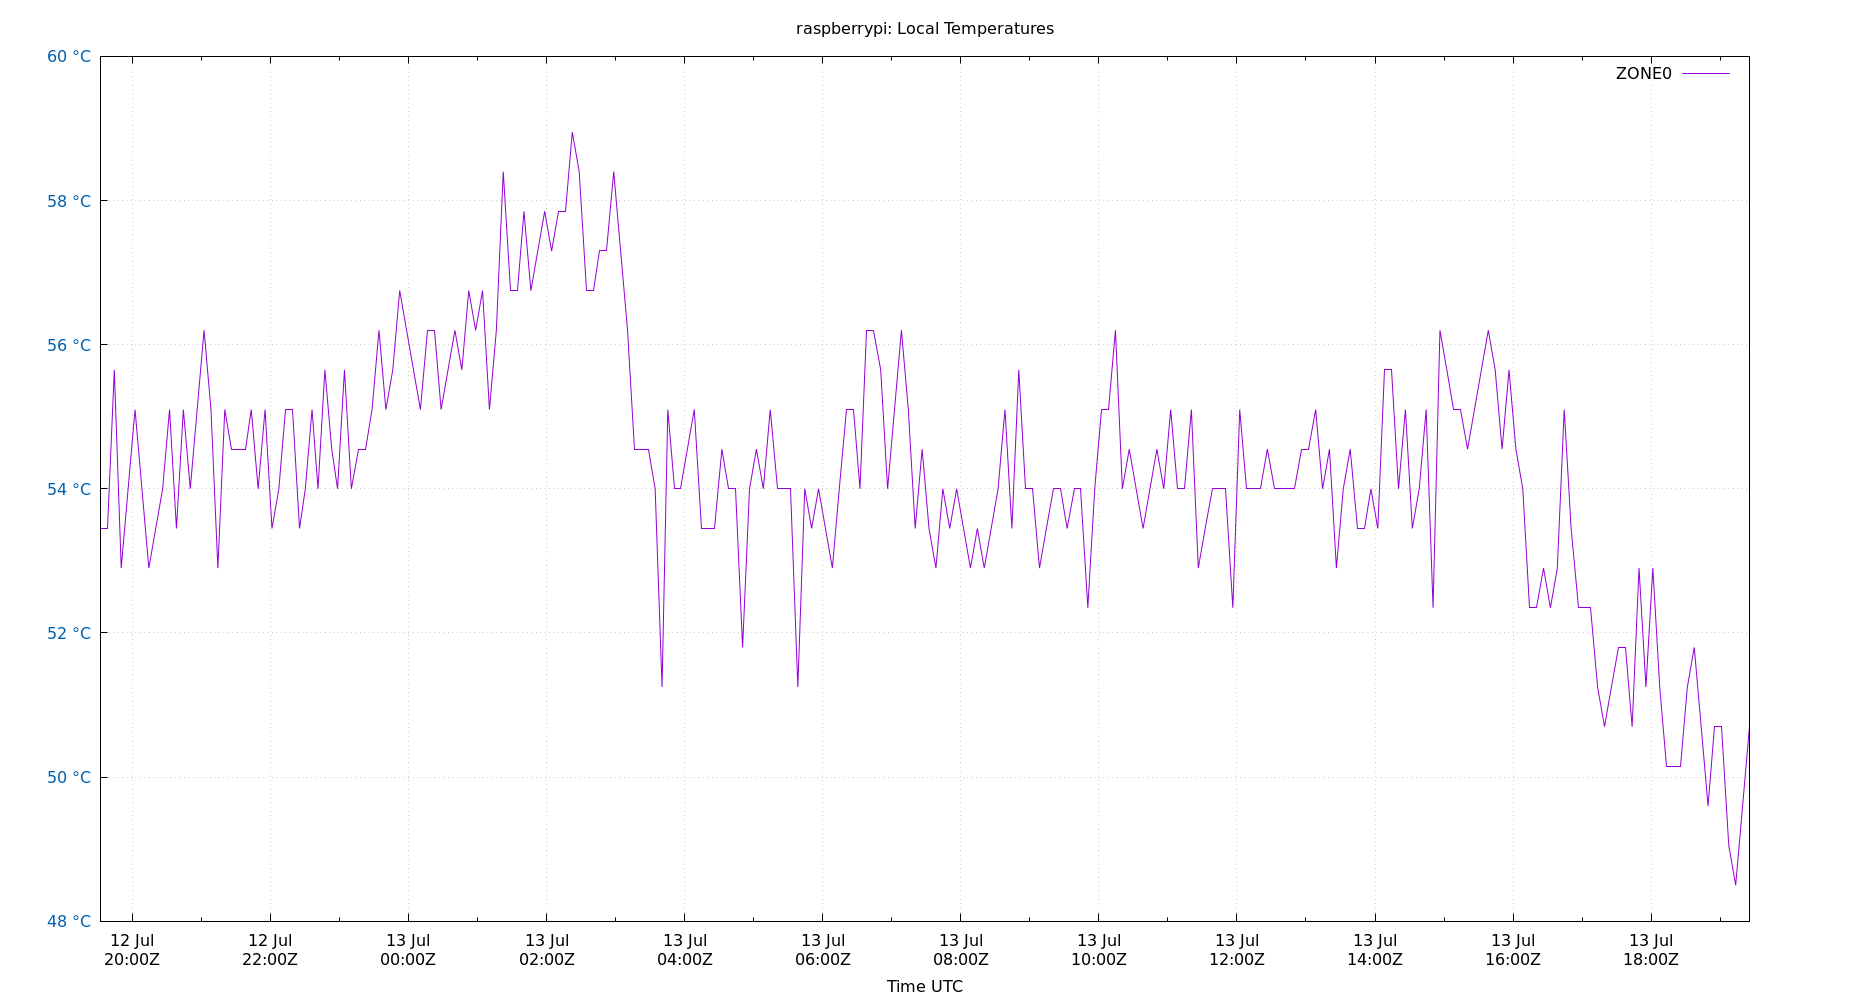 raspberrypi: Local Temperatures
60 °C
ZONE0
58 °C
56 °C
54 °C
52 °C
50 °C
48 °C
12 Jul 12 Jul 13 Jul 13 Jul 13 Jul 13 Jul 13 Jul 13 Jul 13 Jul 13 Jul 13 Jul 13 Jul
20:00Z 22:00Z 00:00Z 02:00Z 04:00Z 06:00Z 08:00Z 10:00Z 12:00Z 14:00Z 16:00Z 18:00Z
Time UTC